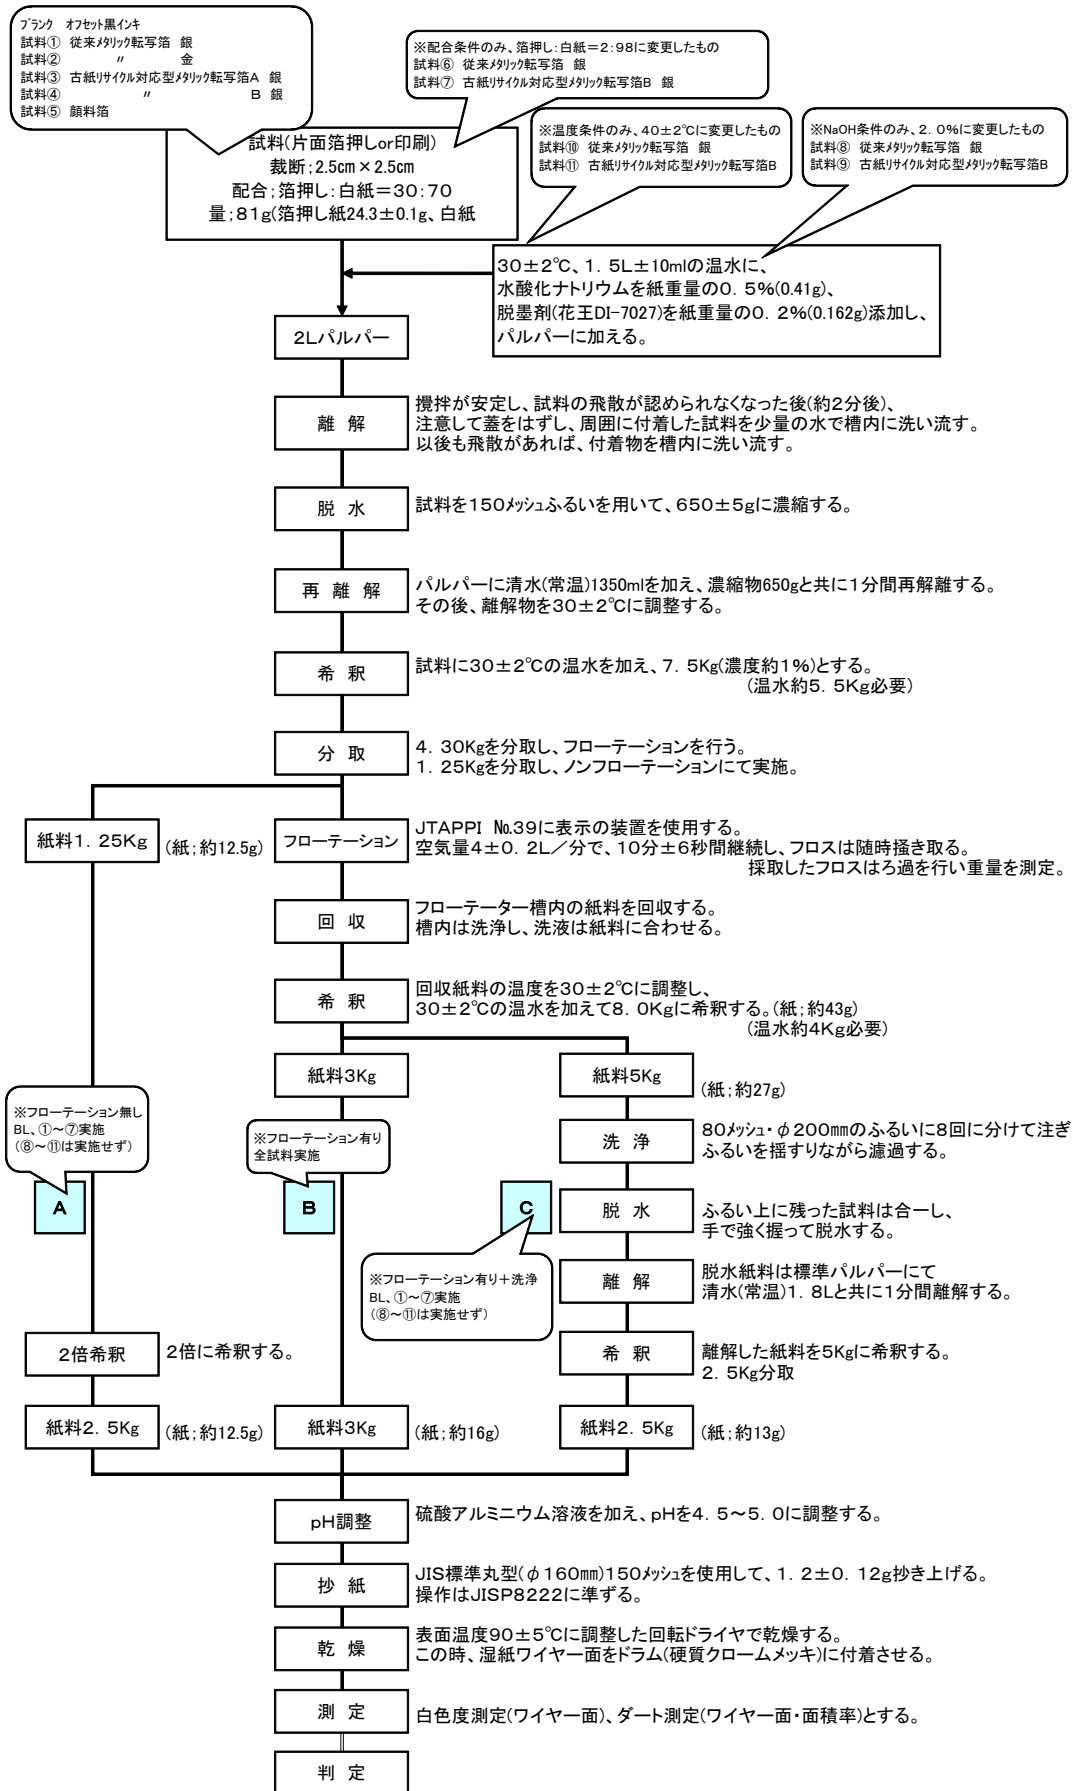 ブランク オフセット黒インキ
試料① 従来メタリック転写箔 銀
試料② 〃 金
試料③ 古紙リサイクル対応型メタリック転写箔A 銀
試料④ 〃 B 銀
試料⑤ 顔料箔
※配合条件のみ、箔押し:白紙=2:98に変更したもの
試料⑥ 従来メタリック転写箔 銀
試料⑦ 古紙リサイクル対応型メタリック転写箔B 銀
※温度条件のみ、40±2℃に変更したもの
試料⑩ 従来メタリック転写箔 銀
試料⑪ 古紙リサイクル対応型メタリック転写箔B
※NaOH条件のみ、2.0%に変更したもの
試料⑧ 従来メタリック転写箔 銀
試料⑨ 古紙リサイクル対応型メタリック転写箔B
試料(片面箔押しor印刷)
裁断;2.5cm×2.5cm
配合;箔押し:白紙=30:70
量;81g(箔押し紙24.3±0.1g、白紙
30±2℃、1.5L±10mlの温水に、
水酸化ナトリウムを紙重量の0.5%(0.41g)、
脱墨剤(花王DI-7027)を紙重量の0.2%(0.162g)添加し、
パルパーに加える。
2Lパルパー
離 解
攪拌が安定し、試料の飛散が認められなくなった後(約2分後)、
注意して蓋をはずし、周囲に付着した試料を少量の水で槽内に洗い流す。
以後も飛散があれば、付着物を槽内に洗い流す。
脱 水
試料を150メッシュふるいを用いて、650±5gに濃縮する。
再 離 解
パルパーに清水(常温)1350mlを加え、濃縮物650gと共に1分間再解離する。
その後、離解物を30±2℃に調整する。
希 釈
試料に30±2℃の温水を加え、7.5Kg(濃度約1%)とする。
(温水約5.5Kg必要)
分 取
4.30Kgを分取し、フローテーションを行う。
1.25Kgを分取し、ノンフローテーションにて実施。
紙料1.25Kg
(紙;約12.5g)
フローテーション
JTAPPI №39に表示の装置を使用する。
空気量4±0.2L/分で、10分±6秒間継続し、フロスは随時掻き取る。
採取したフロスはろ過を行い重量を測定。
回 収
フローテーター槽内の紙料を回収する。
槽内は洗浄し、洗液は紙料に合わせる。
希 釈
回収紙料の温度を30±2℃に調整し、
30±2℃の温水を加えて8.0Kgに希釈する。(紙;約43g)
(温水約4Kg必要)
紙料3Kg
紙料5Kg
(紙;約27g)
※フローテーション無し
BL、①~⑦実施
(⑧~⑪は実施せず)
※フローテーション有り
全試料実施
洗 浄
80メッシュ・φ200㎜のふるいに8回に分けて注ぎ
ふるいを揺すりながら濾過する。
A
B
C
脱 水
ふるい上に残った試料は合一し、
手で強く握って脱水する。
※フローテーション有り+洗浄
BL、①~⑦実施
(⑧~⑪は実施せず)
離 解
脱水紙料は標準パルパーにて
清水(常温)1.8Lと共に1分間離解する。
2倍希釈
2倍に希釈する。
希 釈
離解した紙料を5Kgに希釈する。
2.5Kg分取
紙料2.5Kg
(紙;約12.5g)
紙料3Kg
(紙;約16g)
紙料2.5Kg
(紙;約13g)
pH調整
硫酸アルミニウム溶液を加え、pHを4.5~5.0に調整する。
抄 紙
JIS標準丸型(φ160㎜)150メッシュを使用して、1.2±0.12g抄き上げる。
操作はJISP8222に準ずる。
乾 燥
表面温度90±5℃に調整した回転ドライヤで乾燥する。
この時、湿紙ワイヤー面をドラム(硬質クロームメッキ)に付着させる。
測 定
白色度測定(ワイヤー面)、ダート測定(ワイヤー面・面積率)とする。
判 定